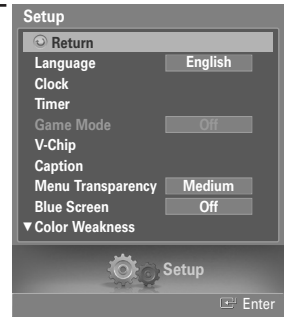 Setup
Return
Language English
Clock
Timer
Game Mode Off
V-Chip
Caption
Menu Transparency Medium
Blue Screen Off
▼Color Weakness
Setup
Enter